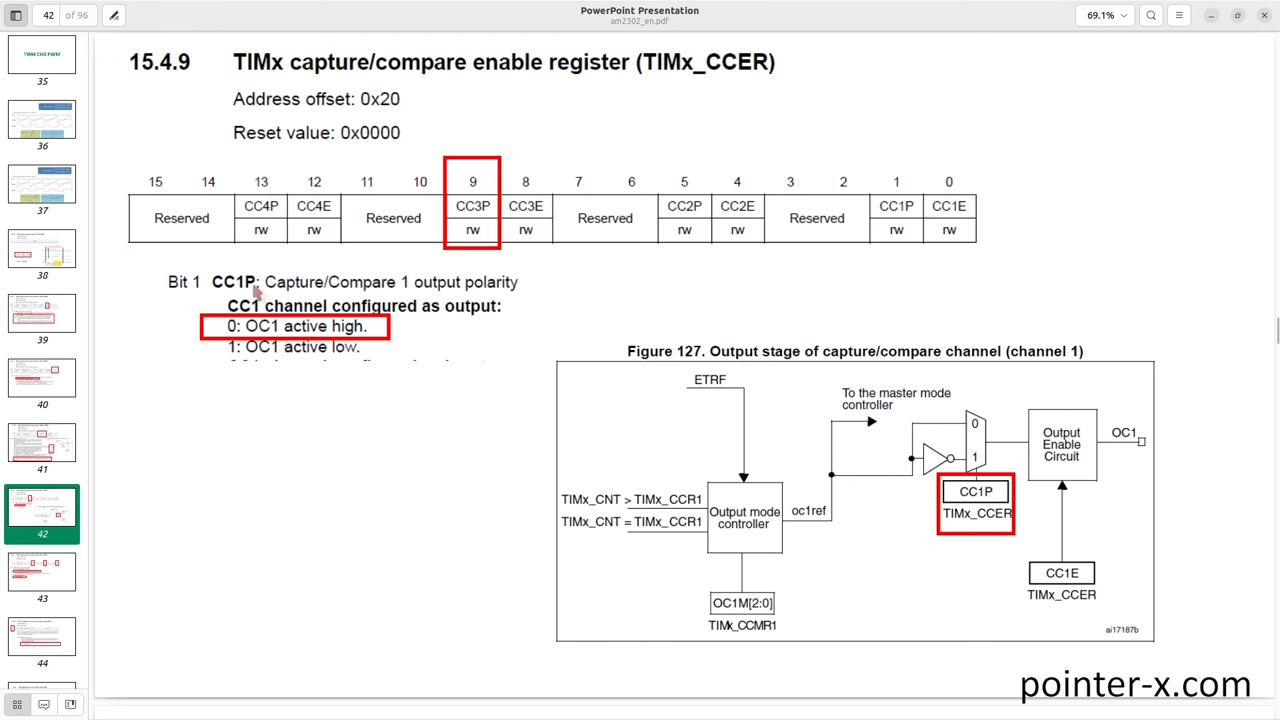 42 of 96
PowerPoint Presentation
am2302_en.pdf
69.1%
TIM4 CH3 PWM
35
36
37
38
39
40
41
42
43
44
15.4.9 TIMx capture/compare enable register (TIMx_CCER)
Address offset: 0x20
Reset value: 0x0000
15 14 13 12 11 10 9 8 7 6 5 4 3 2 1 0
Reserved CC4P CC4E Reserved CC3P CC3E Reserved CC2P CC2E Reserved CC1P CC1E
rw rw rw rw rw rw rw rw
Bit 1 CC1P: Capture/Compare 1 output polarity
CC1 channel configured as output:
0: OC1 active high.
1: OC1 active low.
Figure 127. Output stage of capture/compare channel (channel 1)
ETRF
To the master mode
controller
0
1
Output
Enable
Circuit
OC1
CC1P
TIMx_CCER
TIMx_CNT > TIMx_CCR1
TIMx_CNT = TIMx_CCR1
Output mode
controller
oc1ref
CC1E
TIMx_CCER
OC1M[2:0]
TIMx_CCMR1
ai17187b
pointer-x.com